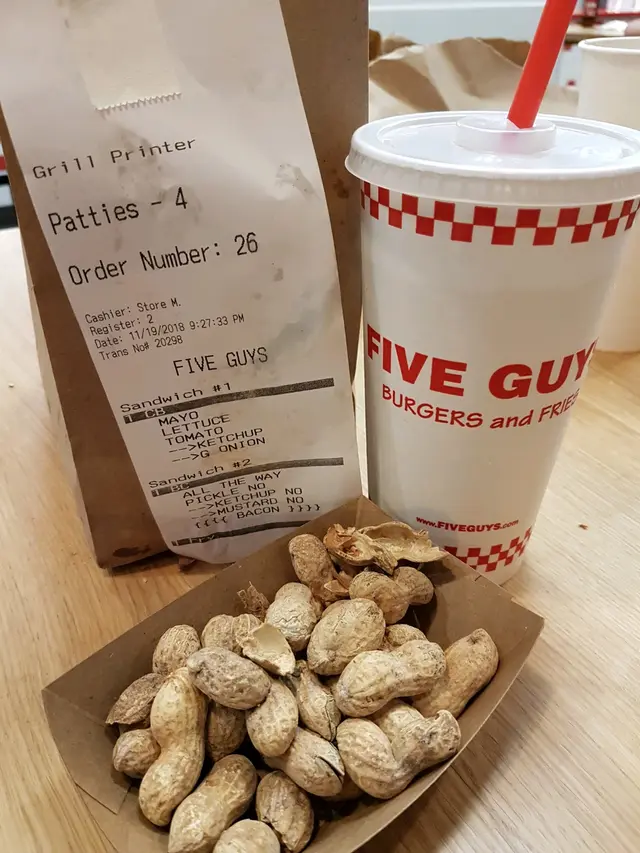 Grill Printer
Patties - 4
Order Number: 26
Cashier: Store M.
Register: 2
Date: 11/19/2018 9:27:33 PM
Trans No# 20298
FIVE GUYS
Sandwich #1
1 CB
MAYO
LETTUCE
TOMATO
-->KETCHUP
-->G ONION
Sandwich #2
1 BC
ALL THE WAY
PICKLE NO
-->KETCHUP NO
-->MUSTARD NO
{{{{ BACON }}}}
FIVE GUYS
BURGERS and FRIES
www.FIVEGUYS.com